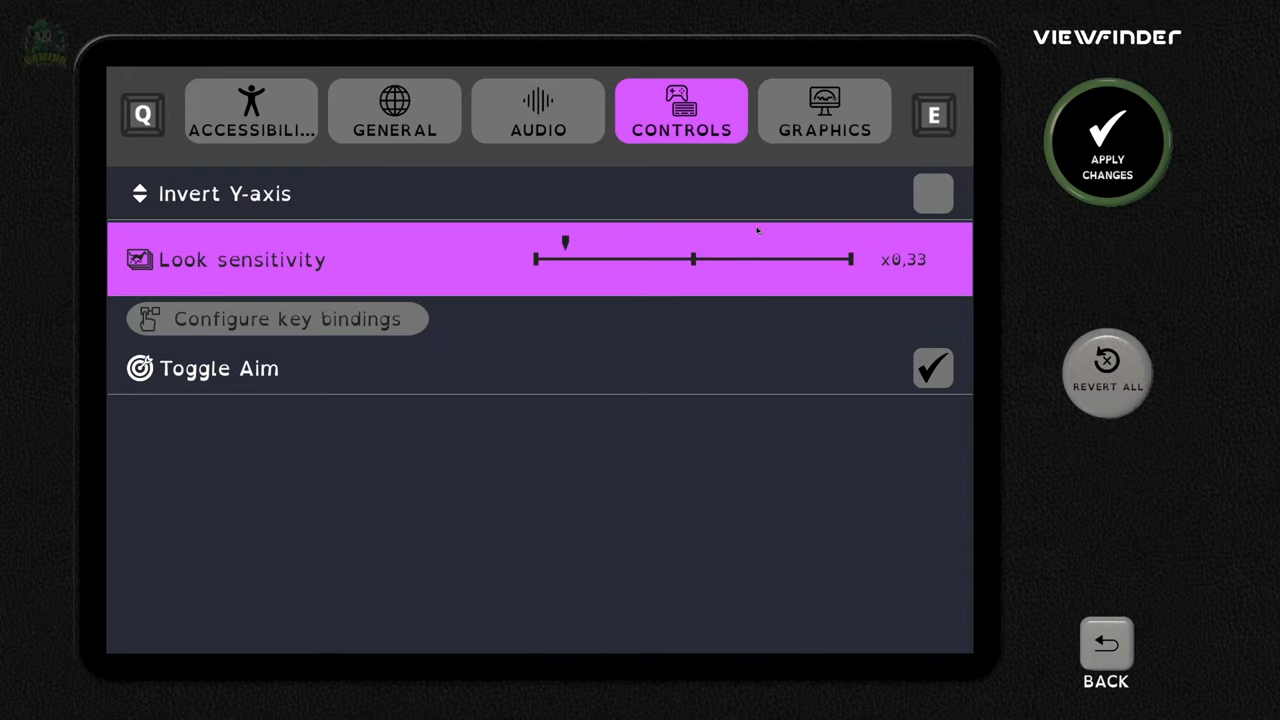 VIEWFINDER
GAMING
Q
ACCESSIBILI...
GENERAL
AUDIO
CONTROLS
GRAPHICS
E
APPLY
CHANGES
Invert Y-axis
Look sensitivity
x0,33
Configure key bindings
Toggle Aim
REVERT ALL
BACK